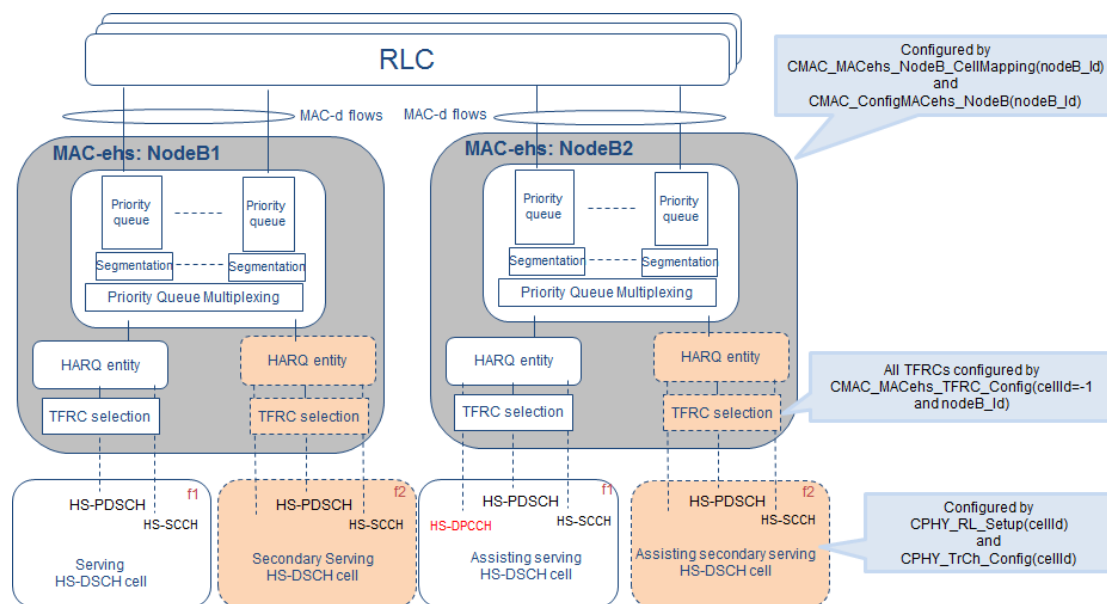 RLC
MAC-d flows
MAC-d flows
Configured by
CMAC_MACehs_NodeB_CellMapping(nodeB_Id)
and
CMAC_ConfigMACehs_NodeB(nodeB_Id)
MAC-ehs: NodeB1
Priority
queue
Priority
queue
Segmentation
Segmentation
Priority Queue Multiplexing
HARQ entity
HARQ entity
TFRC selection
TFRC selection
MAC-ehs: NodeB2
Priority
queue
Priority
queue
Segmentation
Segmentation
Priority Queue Multiplexing
HARQ entity
HARQ entity
TFRC selection
TFRC selection
All TFRCs configured by
CMAC_MACehs_TFRC_Config(cellId=-1
and nodeB_Id)
f1
HS-PDSCH
HS-SCCH
Serving
HS-DSCH cell
f2
HS-PDSCH
HS-SCCH
Secondary Serving
HS-DSCH cell
f1
HS-PDSCH
HS-DPCCH
HS-SCCH
Assisting serving
HS-DSCH cell
f2
HS-PDSCH
HS-SCCH
Assisting secondary serving
HS-DSCH cell
Configured by
CPHY_RL_Setup(cellId)
and
CPHY_TrCh_Config(cellId)